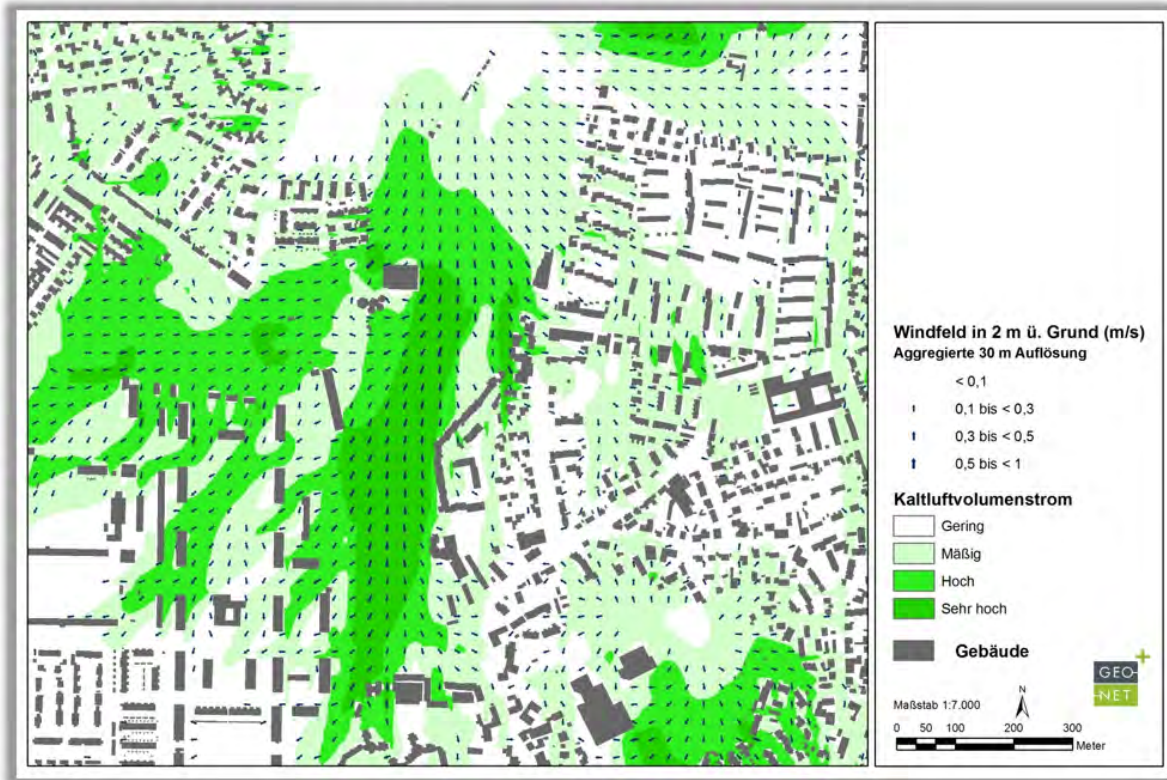 Windfeld in 2 m ü. Grund (m/s)
Aggregierte 30 m Auflösung
< 0,1
0,1 bis < 0,3
0,3 bis < 0,5
0,5 bis < 1
Kaltluftvolumenstrom
Gering
Mäßig
Hoch
Sehr hoch
Gebäude
GEO-
NET
Maßstab 1:7.000
N
0 50 100 200 300
Meter